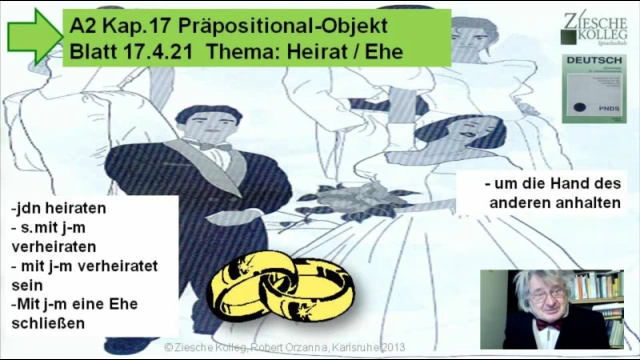 A2 Kap.17 Präpositional-Objekt
Blatt 17.4.21 Thema: Heirat / Ehe
ZIESCHE
KOLLEG
Sprachschule
DEUTSCH
PNDS
-jdn heiraten
- s.mit j-m
verheiraten
- mit j-m verheiratet
sein
-Mit j-m eine Ehe
schließen
- um die Hand des
anderen anhalten
©Ziesche Kolleg, Robert Orzanna, Karlsruhe 2013